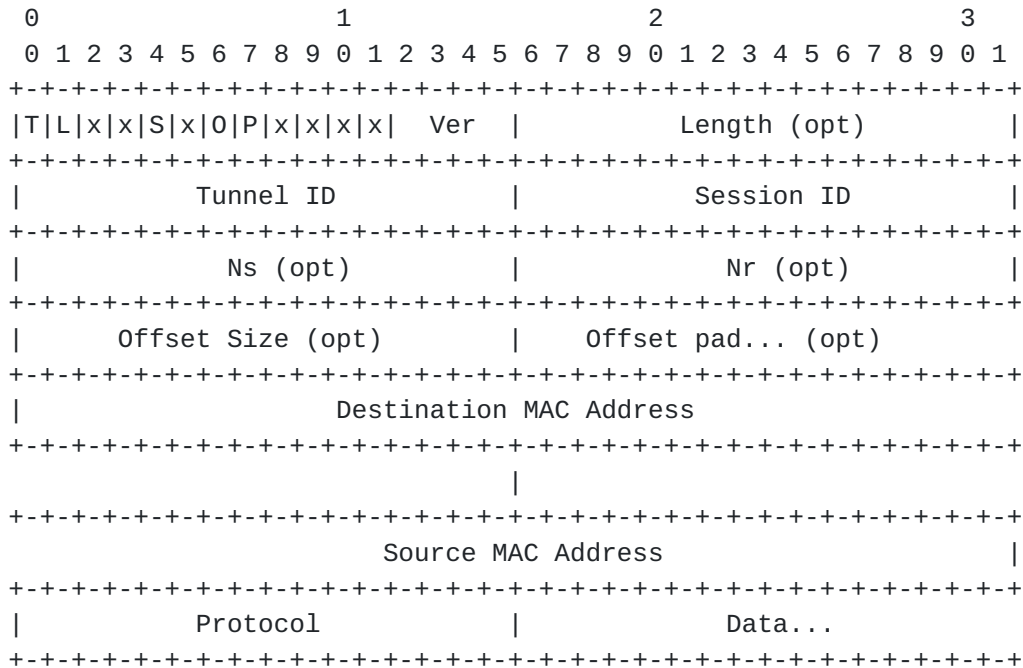 0                   1                   2                   3
 0 1 2 3 4 5 6 7 8 9 0 1 2 3 4 5 6 7 8 9 0 1 2 3 4 5 6 7 8 9 0 1
+-+-+-+-+-+-+-+-+-+-+-+-+-+-+-+-+-+-+-+-+-+-+-+-+-+-+-+-+-+-+-+-+
|T|L|x|x|S|x|O|P|x|x|x|x|  Ver  |          Length (opt)         |
+-+-+-+-+-+-+-+-+-+-+-+-+-+-+-+-+-+-+-+-+-+-+-+-+-+-+-+-+-+-+-+-+
|           Tunnel ID           |           Session ID          |
+-+-+-+-+-+-+-+-+-+-+-+-+-+-+-+-+-+-+-+-+-+-+-+-+-+-+-+-+-+-+-+-+
|             Ns (opt)          |             Nr (opt)          |
+-+-+-+-+-+-+-+-+-+-+-+-+-+-+-+-+-+-+-+-+-+-+-+-+-+-+-+-+-+-+-+-+
|      Offset Size (opt)        |    Offset pad... (opt)
+-+-+-+-+-+-+-+-+-+-+-+-+-+-+-+-+-+-+-+-+-+-+-+-+-+-+-+-+-+-+-+-+
|                    Destination MAC Address
+-+-+-+-+-+-+-+-+-+-+-+-+-+-+-+-+-+-+-+-+-+-+-+-+-+-+-+-+-+-+-+-+
                                |
+-+-+-+-+-+-+-+-+-+-+-+-+-+-+-+-+-+-+-+-+-+-+-+-+-+-+-+-+-+-+-+-+
                        Source MAC Address                      |
+-+-+-+-+-+-+-+-+-+-+-+-+-+-+-+-+-+-+-+-+-+-+-+-+-+-+-+-+-+-+-+-+
|           Protocol            |             Data...
+-+-+-+-+-+-+-+-+-+-+-+-+-+-+-+-+-+-+-+-+-+-+-+-+-+-+-+-+-+-+-+-+